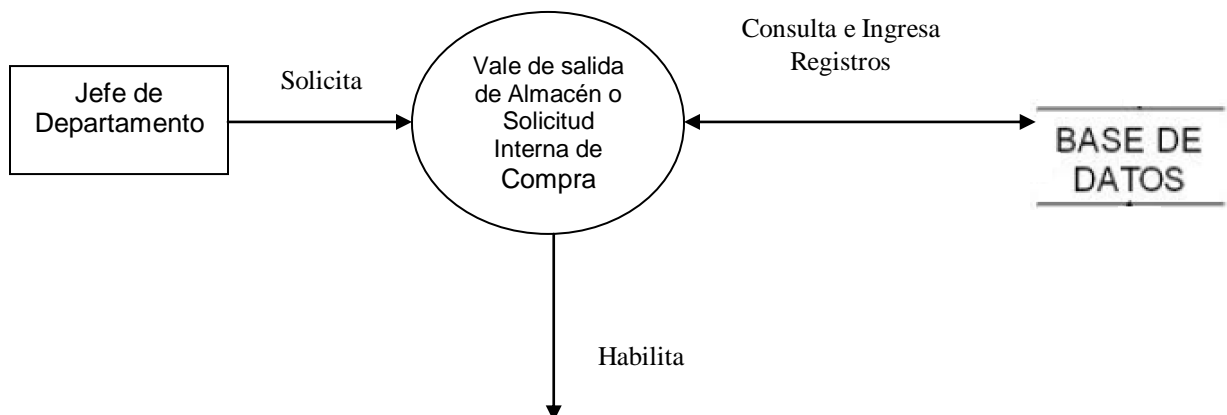 Jefe de
Departamento
Solicita
Vale de salida
de Almacén o
Solicitud
Interna de
Compra
Consulta e Ingresa
Registros
BASE DE
DATOS
Habilita